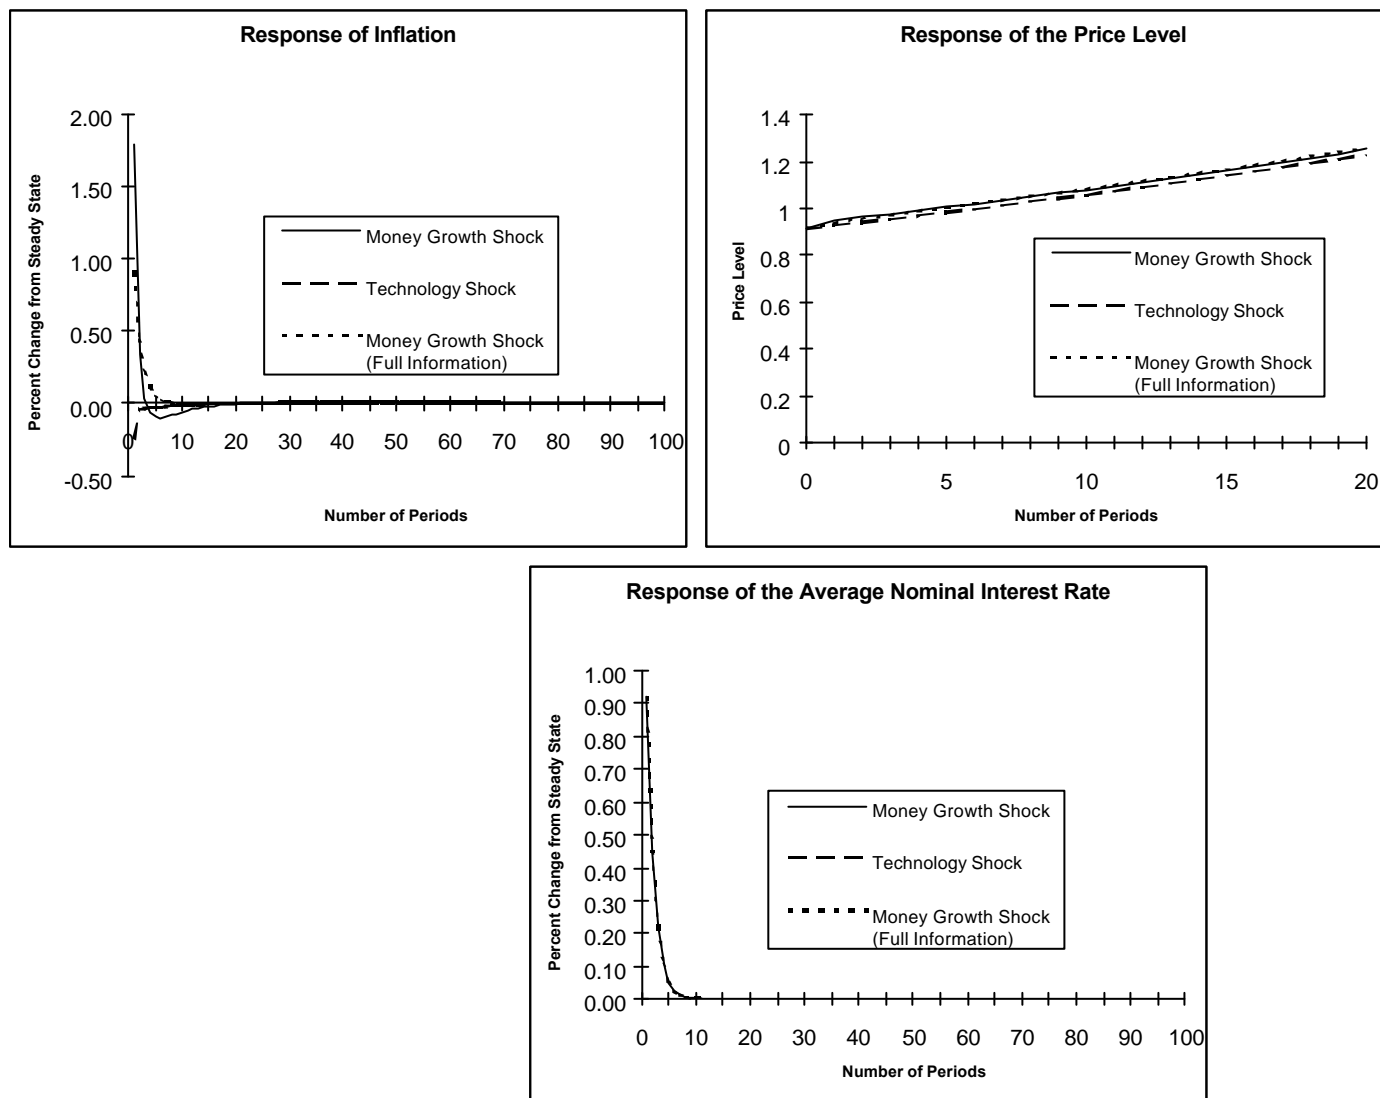 Response of Inflation
2.00
1.50
1.00
0.50
0.00
-0.50
Percent Change from Steady State
0 10 20 30 40 50 60 70 80 90 100
Number of Periods
Money Growth Shock
Technology Shock
Money Growth Shock
(Full Information)
Response of the Price Level
1.4
1.2
1
0.8
0.6
0.4
0.2
0
Price Level
0 5 10 15 20
Number of Periods
Money Growth Shock
Technology Shock
Money Growth Shock
(Full Information)
Response of the Average Nominal Interest Rate
1.00
0.90
0.80
0.70
0.60
0.50
0.40
0.30
0.20
0.10
0.00
Percent Change from Steady State
0 10 20 30 40 50 60 70 80 90 100
Number of Periods
Money Growth Shock
Technology Shock
Money Growth Shock
(Full Information)